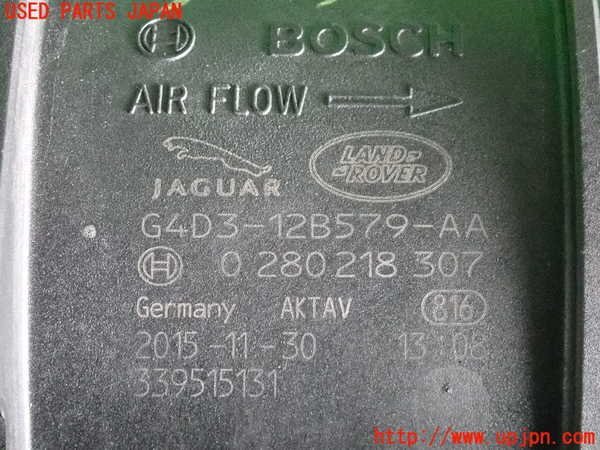 USED PARTS JAPAN
BOSCH
AIR FLOW
JAGUAR
LAND-
-ROVER
G4D3-12B579-AA
0 280 218 307
Germany AKTAV 816
2015-11-30 13:08
339515131
http://www.upjpn.com/